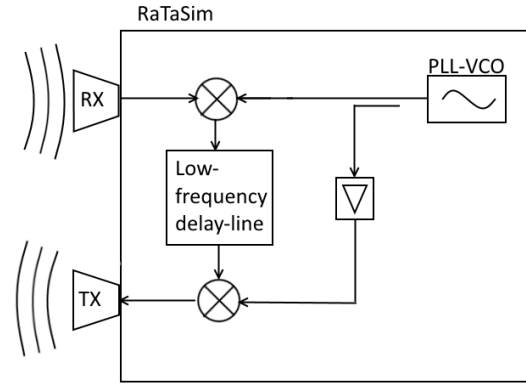 RaTaSim
PLL-VCO
RX
Low-
frequency
delay-line
TX